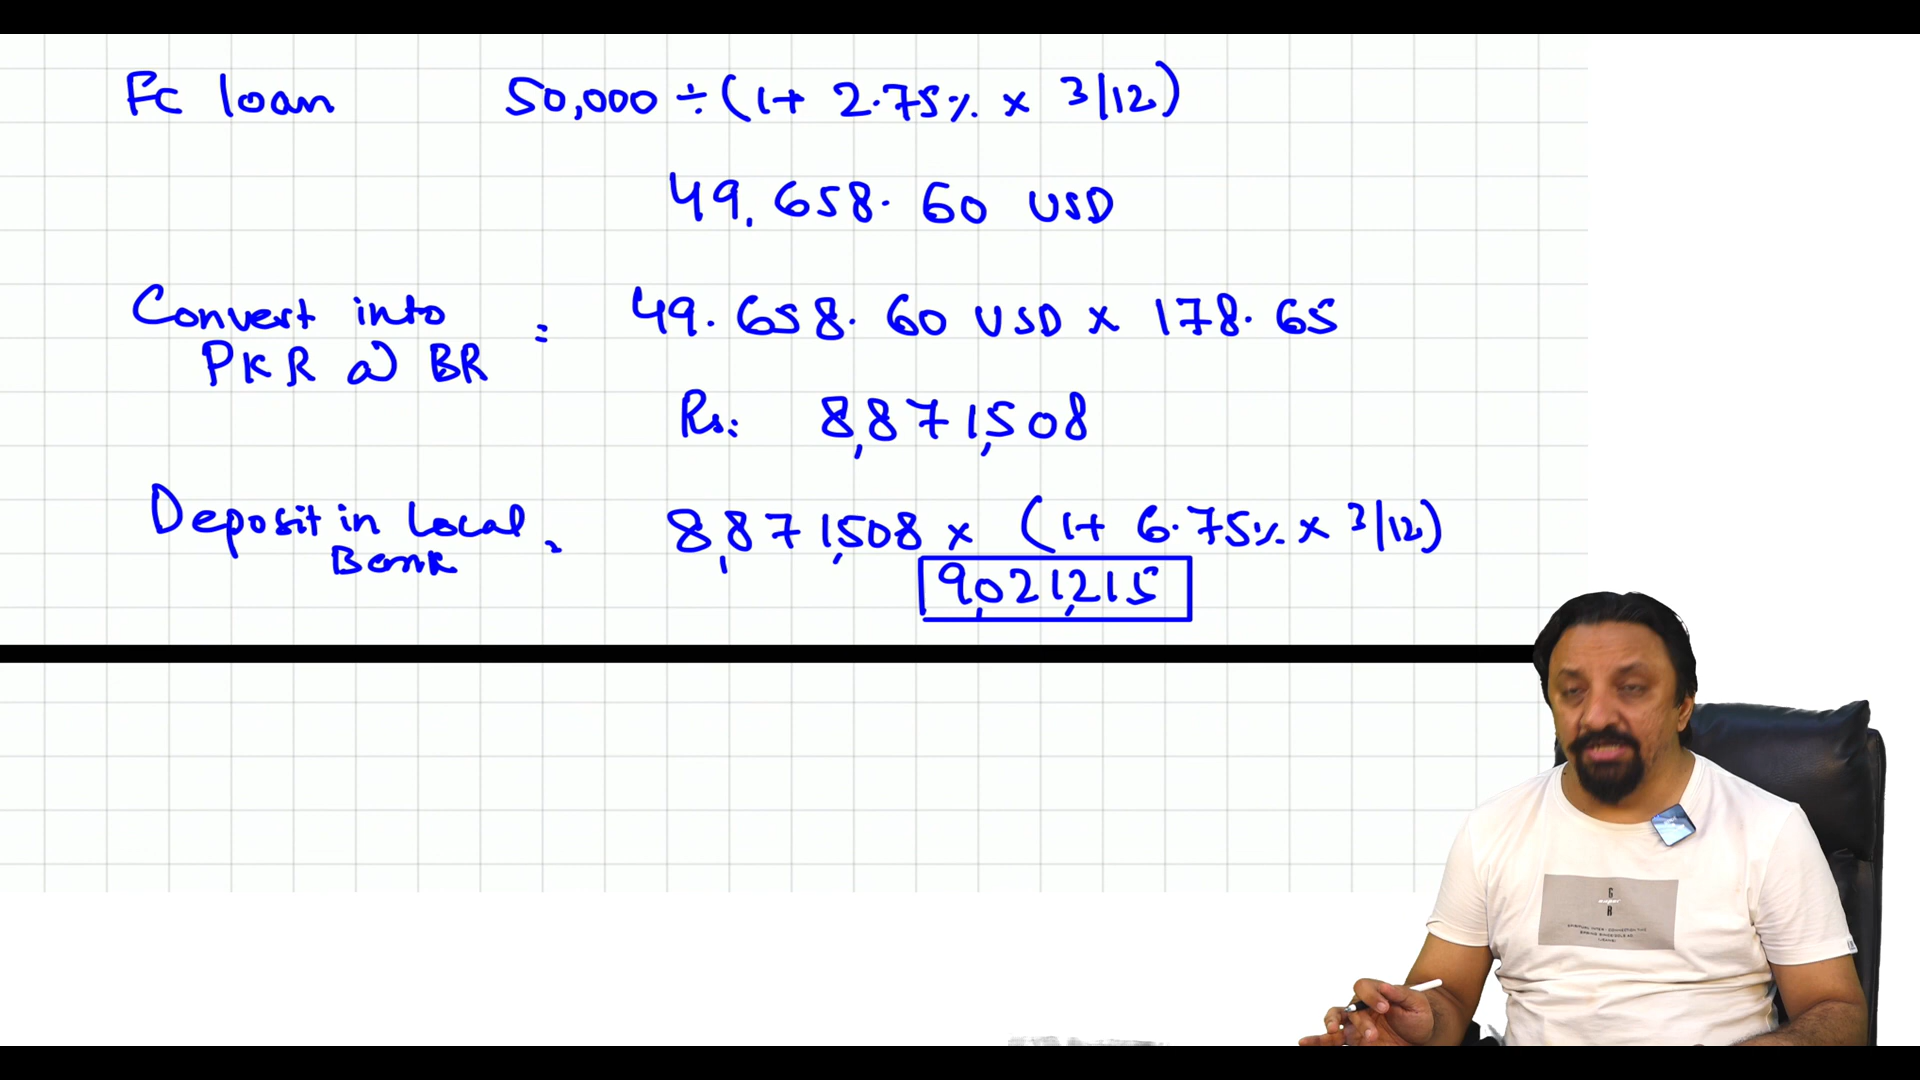 Fc loan 50,000 ÷ (1 + 2.75% × 3/12)
49,658.60 USD
Convert into PKR @ BR = 49.658.60 USD × 178.65
Rs: 8,871,508
Deposit in Local Bank = 8,871,508 × (1 + 6.75% × 3/12)
9,021,215